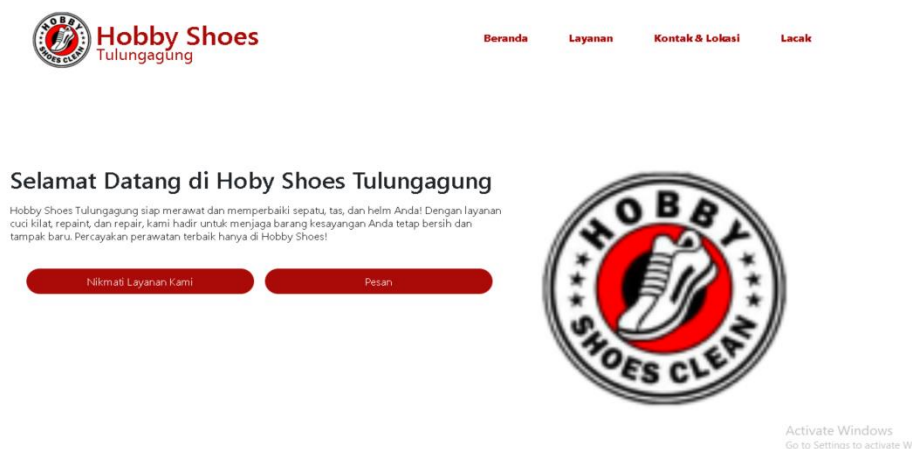 HOBBY
SHOES CLEAN
Hobby Shoes
Tulungagung
Beranda
Layanan
Kontak & Lokasi
Lacak
Selamat Datang di Hoby Shoes Tulungagung
Hobby Shoes Tulungagung siap merawat dan memperbaiki sepatu, tas, dan helm Anda! Dengan layanan
cuci kilat, repaint, dan repair, kami hadir untuk menjaga barang kesayangan Anda tetap bersih dan
tampak baru. Percayakan perawatan terbaik hanya di Hobby Shoes!
Nikmati Layanan Kami
Pesan
HOBBY
SHOES CLEAN
Activate Windows
Go to Settings to activate W